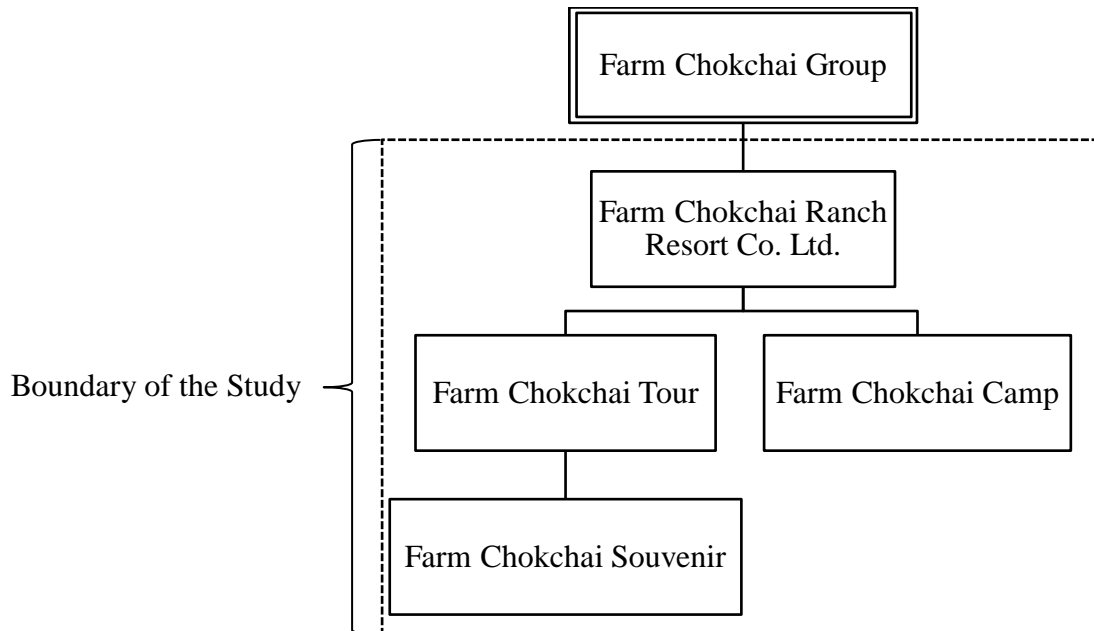 Farm Chokchai Group
Farm Chokchai Ranch
Resort Co. Ltd.
Boundary of the Study
Farm Chokchai Tour
Farm Chokchai Camp
Farm Chokchai Souvenir